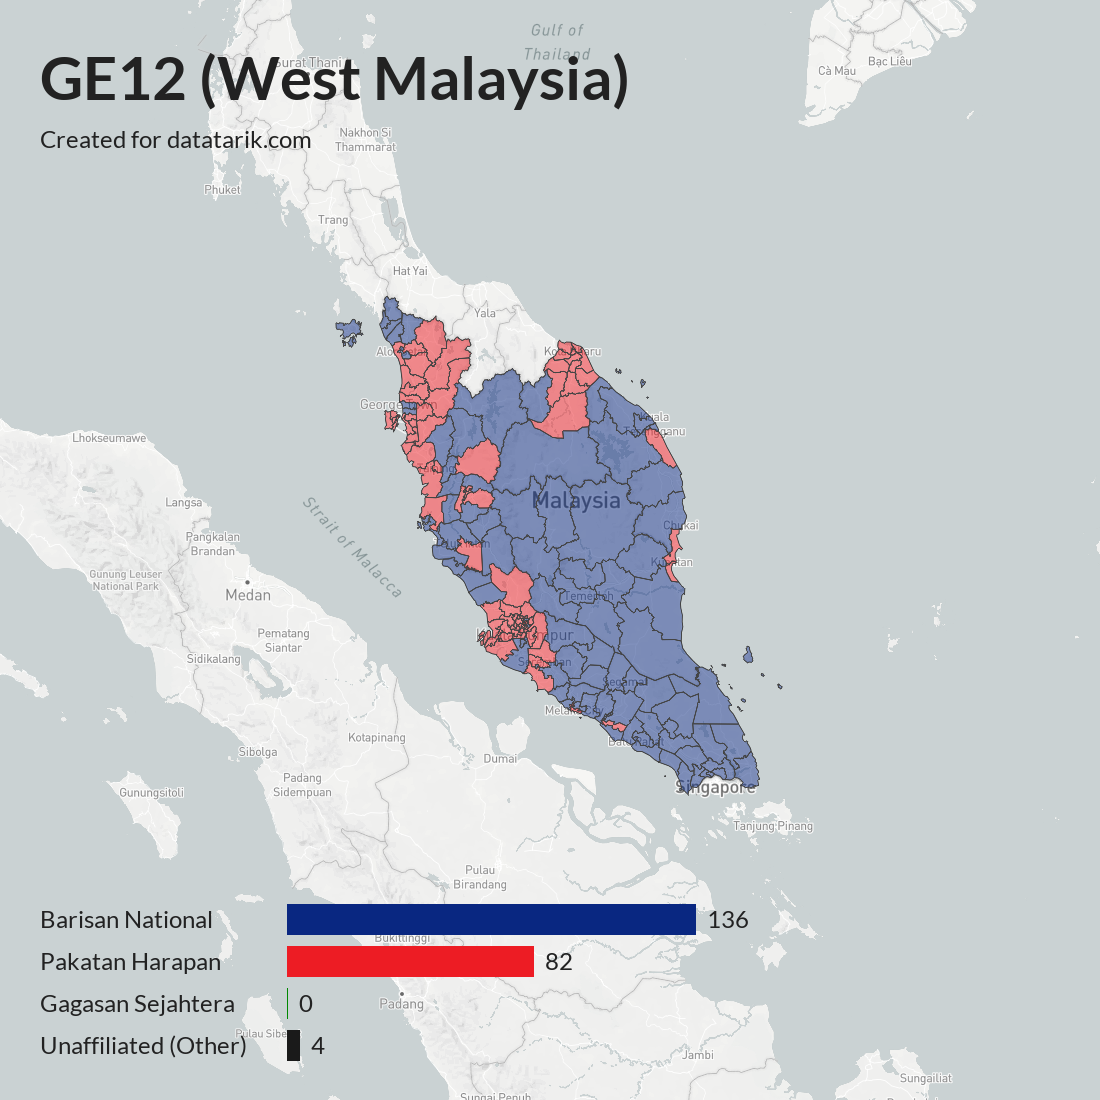 Gulf of
Thailand
Surat Thani
GE12 (West Malaysia)
Cà Mau
Bạc Liêu
Created for datatarik.com
Nakhon Si
Thammarat
Phuket
Trang
Hat Yai
Yala
Kota Bharu
George Town
Kuala
Terengganu
Lhokseumawe
Langsa
Malaysia
Strait of Malacca
Chukai
Pangkalan
Brandan
Kuantan
Gunung Leuser
National Park
Medan
Temerloh
Pematang
Siantar
Sidikalang
Seremban
Segamat
Melaka City
Batu Pahat
Kotapinang
Sibolga
Dumai
Singapore
Padang
Sidempuan
Gunungsitoli
Tanjung Pinang
Pulau
Birandang
Barisan National 136
Bukittinggi
Pakatan Harapan 82
Gagasan Sejahtera 0
Padang
Pulau Sibe
Unaffiliated (Other) 4
Jambi
Sungailiat
Sungai Penuh